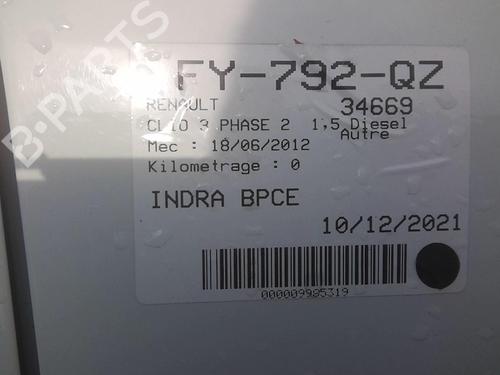 FY-792-QZ
RENAULT 34669
CLIO 3 PHASE 2 1,5 Diesel
Autre
Mec : 18/06/2012
Kilometrage : 0
INDRA BPCE
10/12/2021
000009985319
B-PARTS